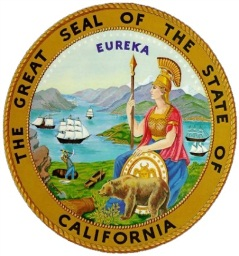 THE GREAT SEAL OF THE STATE OF
CALIFORNIA
EUREKA